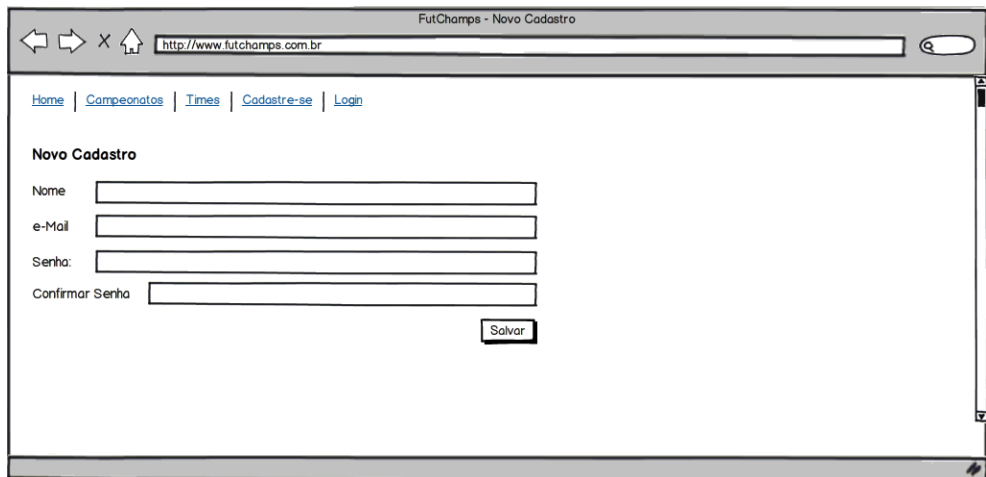 FutChamps - Novo Cadastro
http://www.futchamps.com.br
Home | Campeonatos | Times | Cadastre-se | Login
Novo Cadastro
Nome
e-Mail
Senha:
Confirmar Senha
Salvar